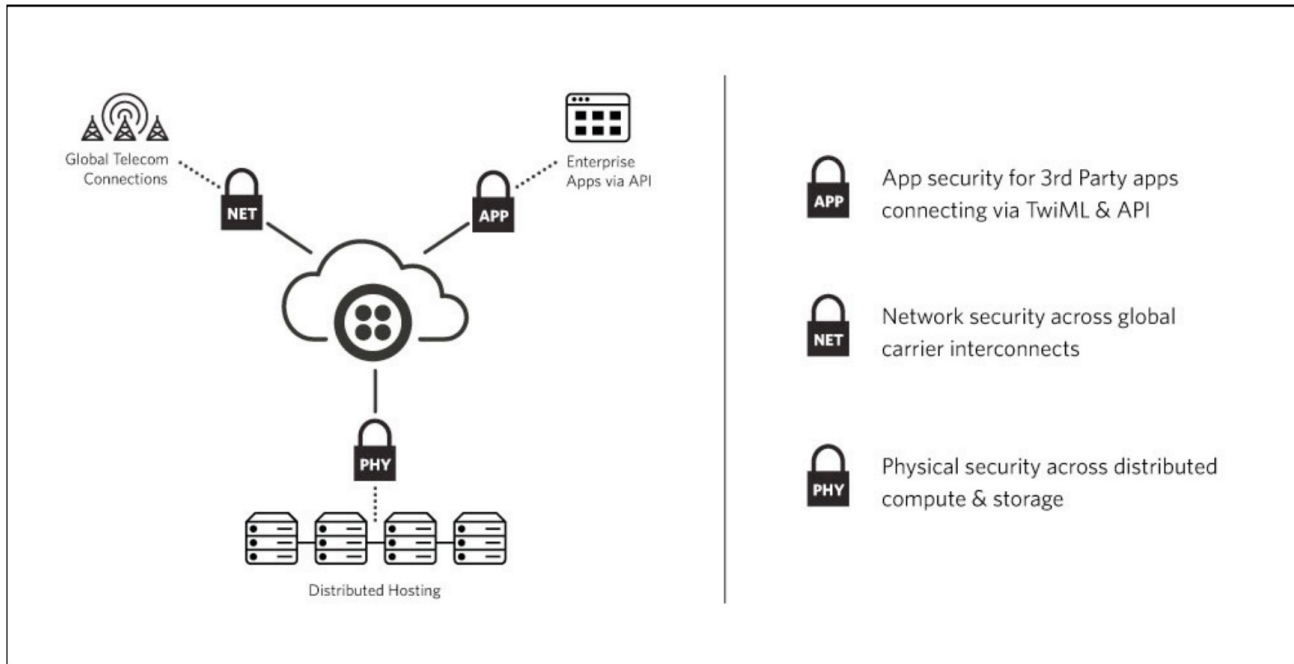 Global Telecom
Connections
NET
Enterprise
Apps via API
APP
PHY
Distributed Hosting
APP
App security for 3rd Party apps
connecting via TwiML & API
NET
Network security across global
carrier interconnects
PHY
Physical security across distributed
compute & storage